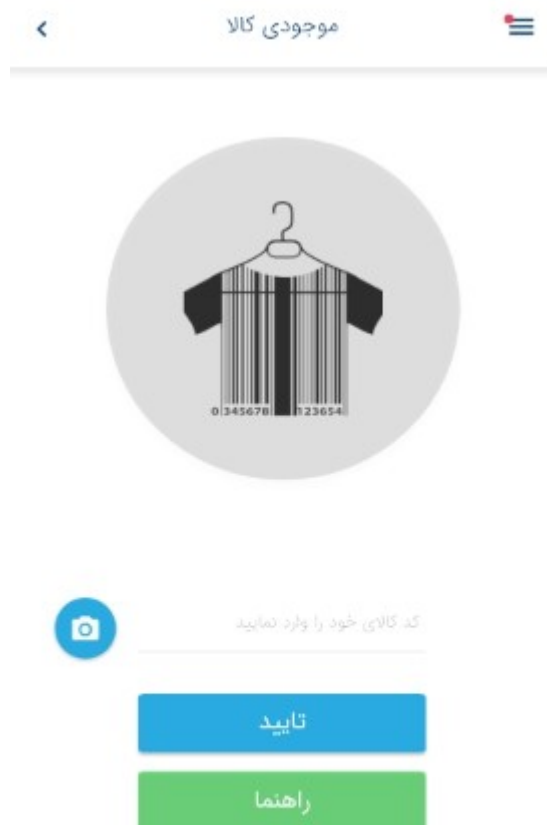 موجودی کالا
0 345678 123654
کد کالای خود را وارد نمایید
تایید
راهنما